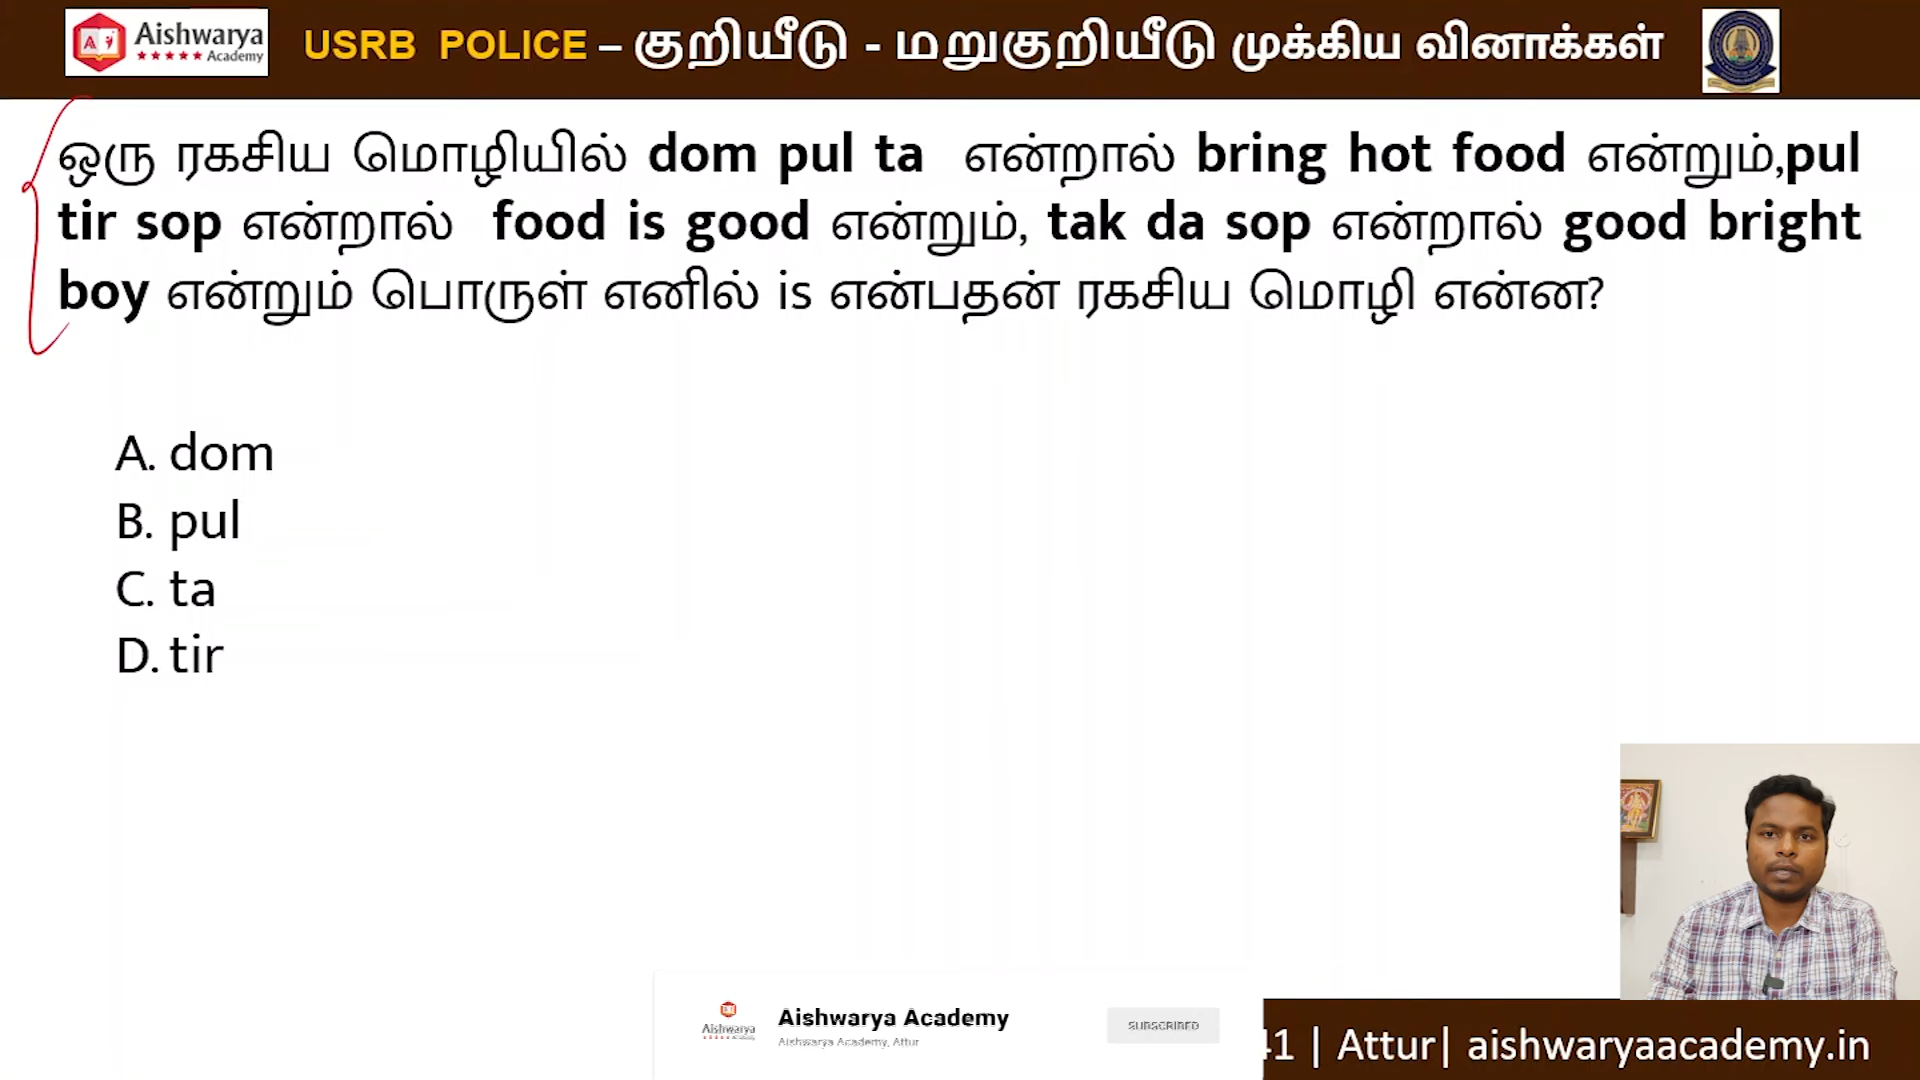 Aishwarya
Academy
USRB POLICE – குறியீடு - மறுகுறியீடு முக்கிய வினாக்கள்
ஒரு ரகசிய மொழியில் dom pul ta என்றால் bring hot food என்றும்,pul
tir sop என்றால் food is good என்றும், tak da sop என்றால் good bright
boy என்றும் பொருள் எனில் is என்பதன் ரகசிய மொழி என்ன?
A. dom
B. pul
C. ta
D. tir
Aishwarya
Aishwarya Academy
Aishwarya Academy, Attur
SUBSCRIBED
41 | Attur| aishwaryaacademy.in